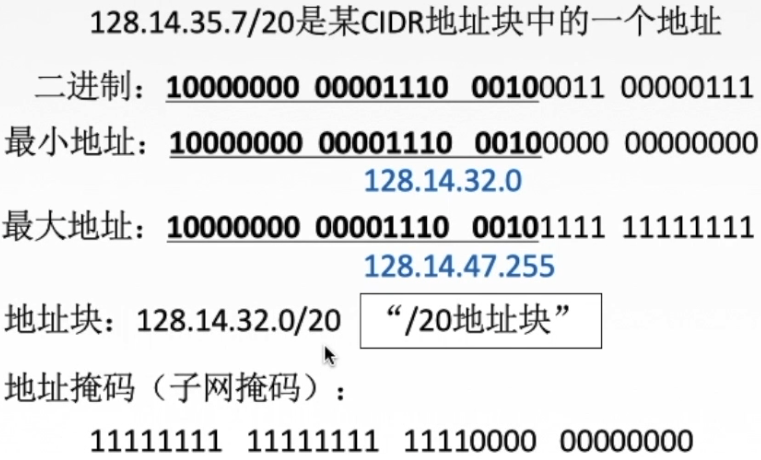 128.14.35.7/20是某CIDR地址块中的一个地址
二进制：10000000 00001110 00100011 00000111
最小地址：10000000 00001110 00100000 00000000
128.14.32.0
最大地址：10000000 00001110 00101111 11111111
128.14.47.255
地址块：128.14.32.0/20 “/20地址块”
地址掩码（子网掩码）：
11111111 11111111 11110000 00000000